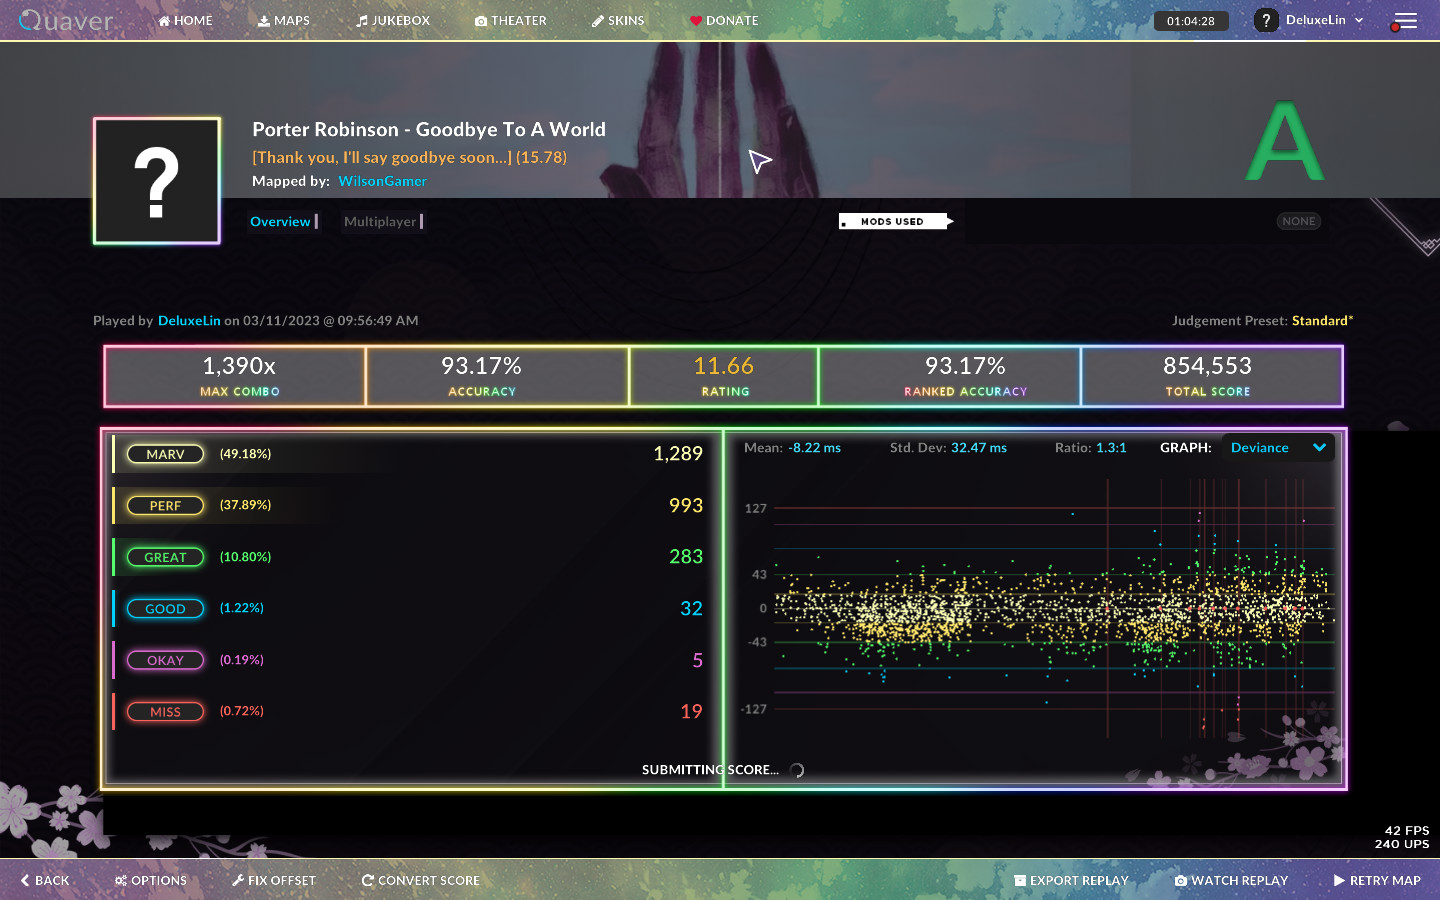 Quaver
HOME
MAPS
JUKEBOX
THEATER
SKINS
DONATE
01:04:28
?
DeluxeLin
A
?
Porter Robinson - Goodbye To A World
[Thank you, I'll say goodbye soon...] (15.78)
Mapped by: WilsonGamer
Overview
Multiplayer
MODS USED
NONE
Played by DeluxeLin on 03/11/2023 @ 09:56:49 AM
Judgement Preset: Standard*
1,390x
MAX COMBO
93.17%
ACCURACY
11.66
RATING
93.17%
RANKED ACCURACY
854,553
TOTAL SCORE
MARV (49.18%) 1,289
PERF (37.89%) 993
GREAT (10.80%) 283
GOOD (1.22%) 32
OKAY (0.19%) 5
MISS (0.72%) 19
Mean: -8.22 ms
Std. Dev: 32.47 ms
Ratio: 1.3:1
GRAPH: Deviance
127
43
0
-43
-127
SUBMITTING SCORE...
42 FPS
240 UPS
BACK
OPTIONS
FIX OFFSET
CONVERT SCORE
EXPORT REPLAY
WATCH REPLAY
RETRY MAP